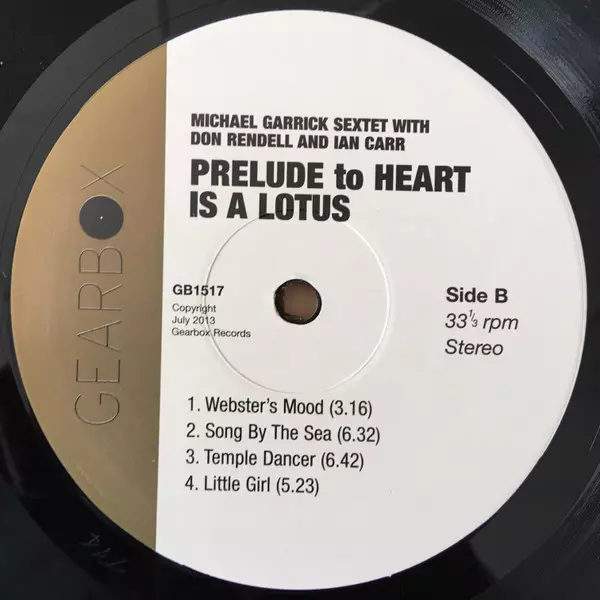 MICHAEL GARRICK SEXTET WITH
DON RENDELL AND IAN CARR
PRELUDE to HEART
IS A LOTUS
GEARBOX
GB1517
Copyright
July 2013
Gearbox Records
Side B
33⅓ rpm
Stereo
1. Webster's Mood (3.16)
2. Song By The Sea (6.32)
3. Temple Dancer (6.42)
4. Little Girl (5.23)